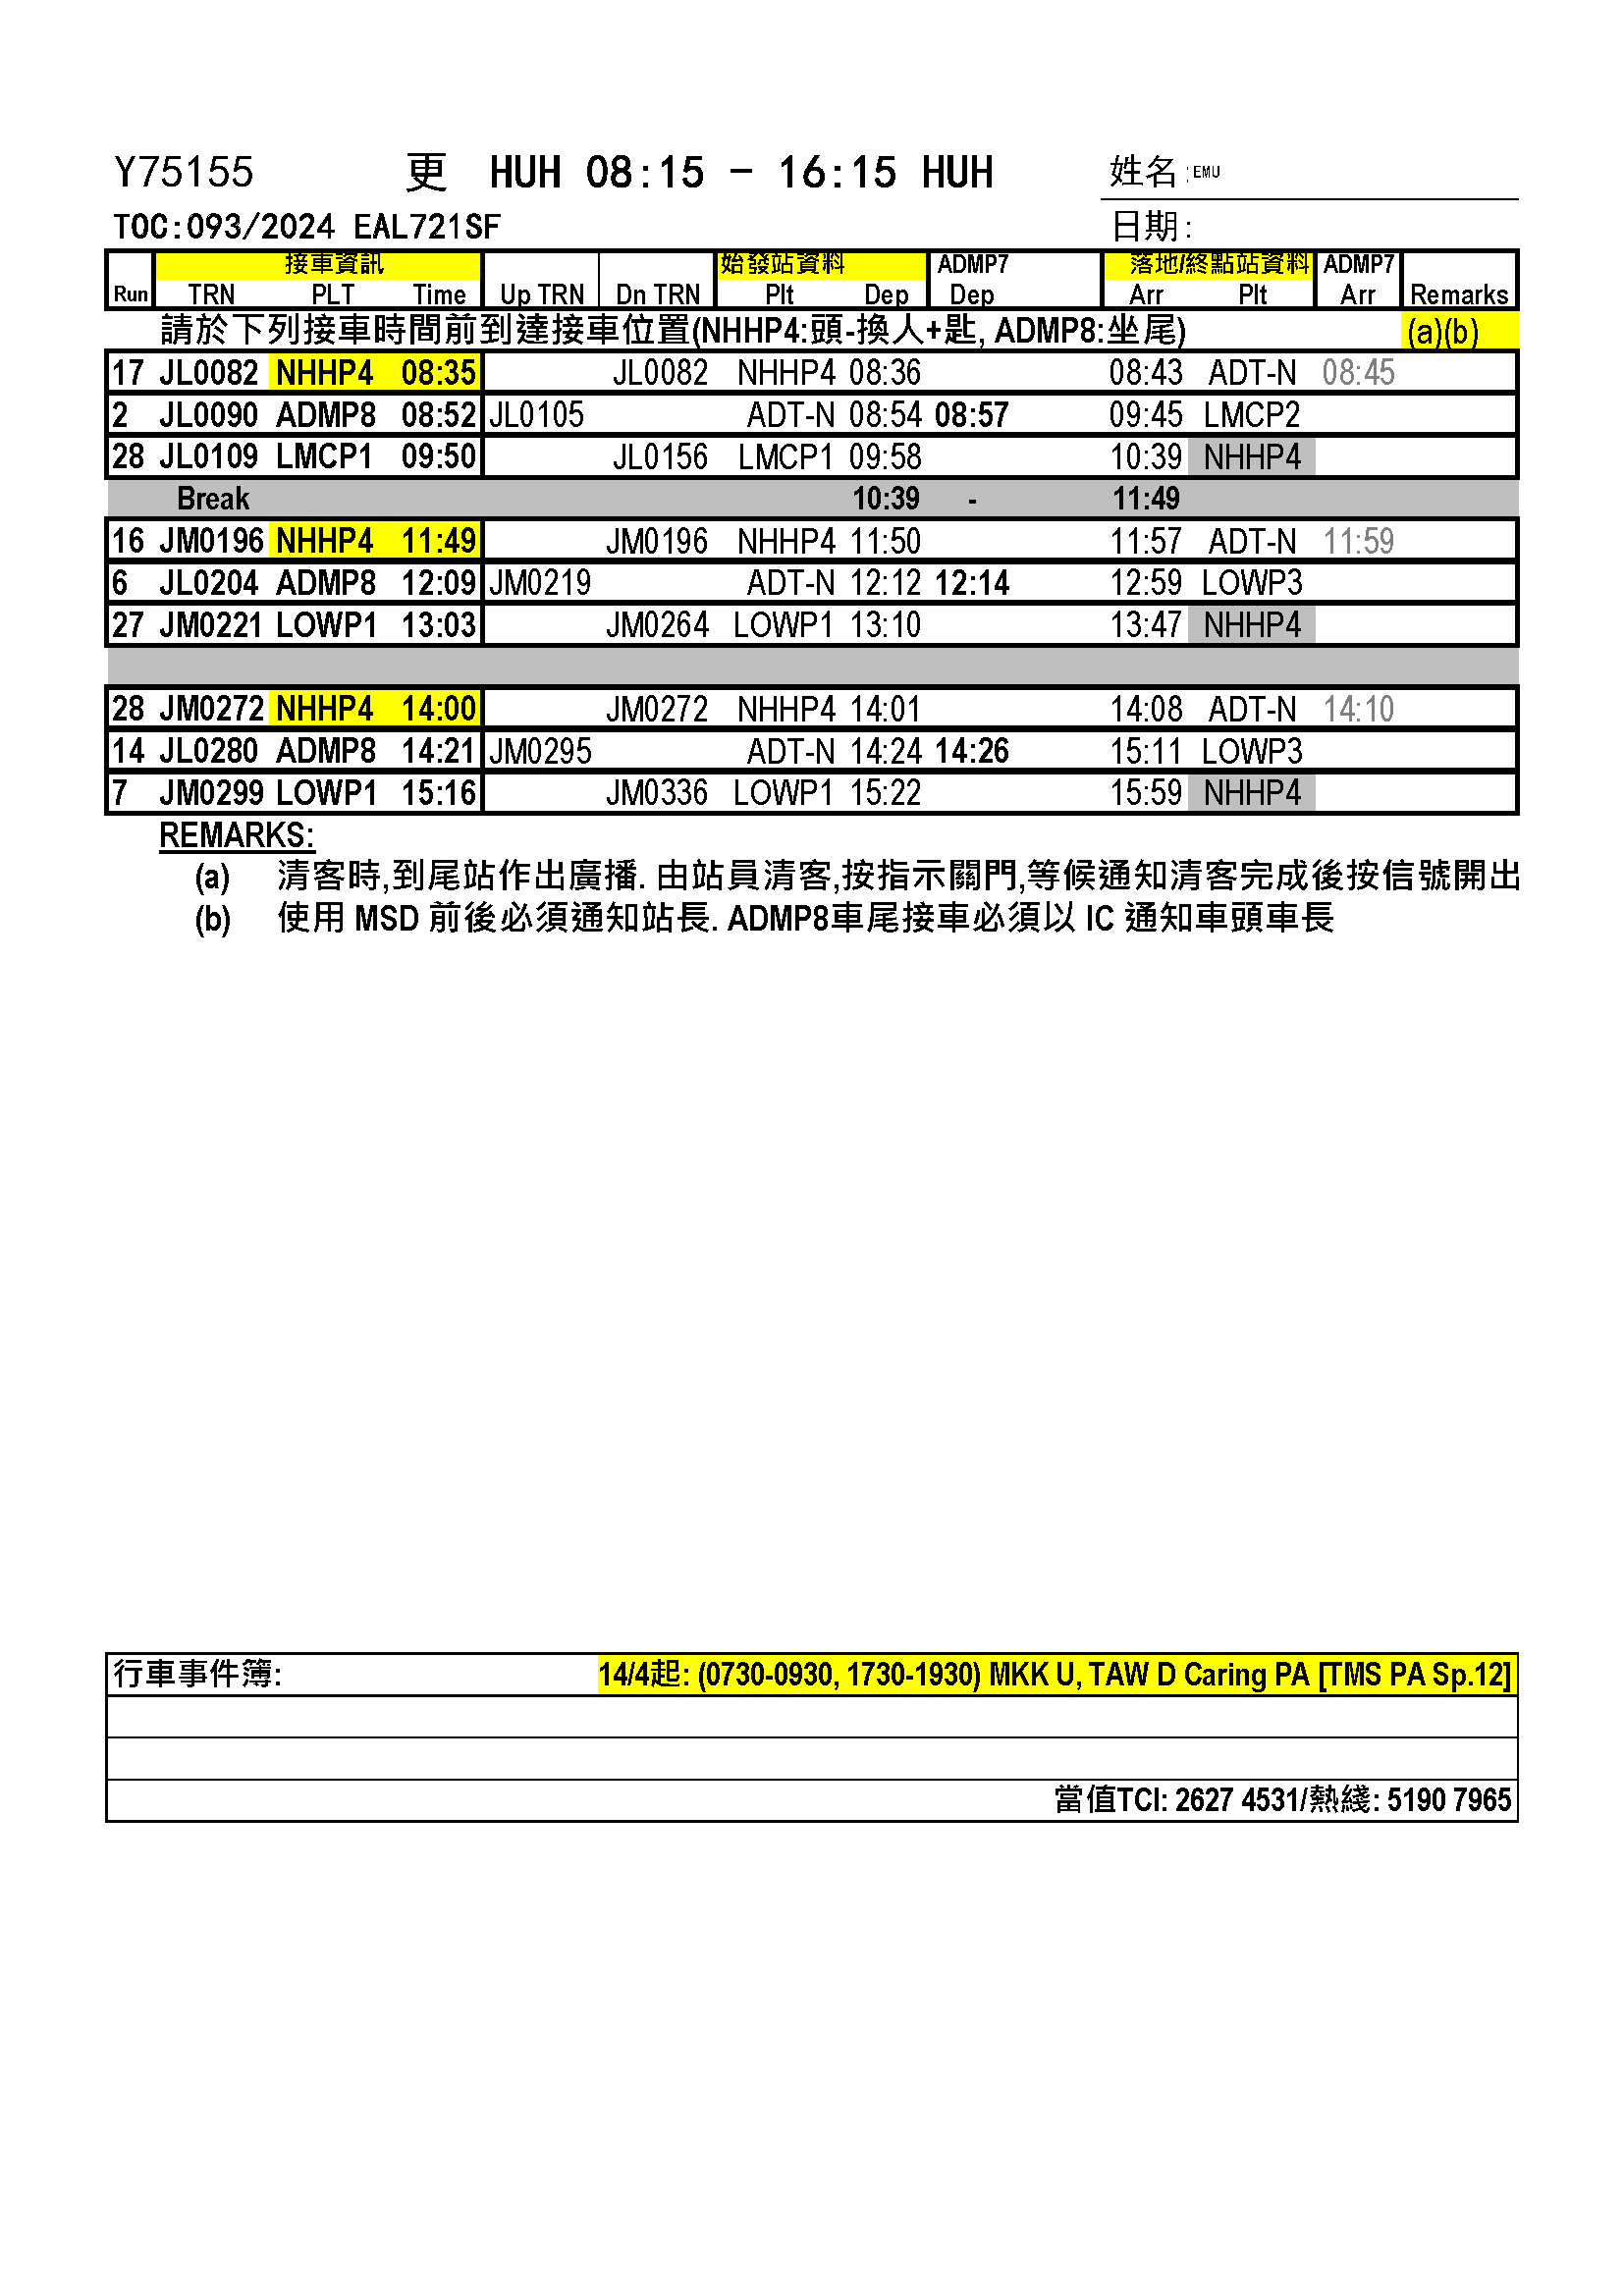 Y75155 更 HUH 08:15 - 16:15 HUH 姓名:EMU
TOC:093/2024 EAL721SF 日期:
接車資訊 始發站資料 ADMP7 落地/終點站資料 ADMP7
Run TRN PLT Time Up TRN Dn TRN Plt Dep Dep Arr Plt Arr Remarks
請於下列接車時間前到達接車位置(NHHP4:頭-換人+匙, ADMP8:坐尾) (a)(b)
17 JL0082 NHHP4 08:35 JL0082 NHHP4 08:36 08:43 ADT-N 08:45
2 JL0090 ADMP8 08:52 JL0105 ADT-N 08:54 08:57 09:45 LMCP2
28 JL0109 LMCP1 09:50 JL0156 LMCP1 09:58 10:39 NHHP4
Break 10:39 - 11:49
16 JM0196 NHHP4 11:49 JM0196 NHHP4 11:50 11:57 ADT-N 11:59
6 JL0204 ADMP8 12:09 JM0219 ADT-N 12:12 12:14 12:59 LOWP3
27 JM0221 LOWP1 13:03 JM0264 LOWP1 13:10 13:47 NHHP4
28 JM0272 NHHP4 14:00 JM0272 NHHP4 14:01 14:08 ADT-N 14:10
14 JL0280 ADMP8 14:21 JM0295 ADT-N 14:24 14:26 15:11 LOWP3
7 JM0299 LOWP1 15:16 JM0336 LOWP1 15:22 15:59 NHHP4
REMARKS:
(a) 清客時,到尾站作出廣播. 由站員清客,按指示關門,等候通知清客完成後按信號開出
(b) 使用 MSD 前後必須通知站長. ADMP8車尾接車必須以 IC 通知車頭車長
行車事件簿: 14/4起: (0730-0930, 1730-1930) MKK U, TAW D Caring PA [TMS PA Sp.12]
當值TCI: 2627 4531/熱綫: 5190 7965